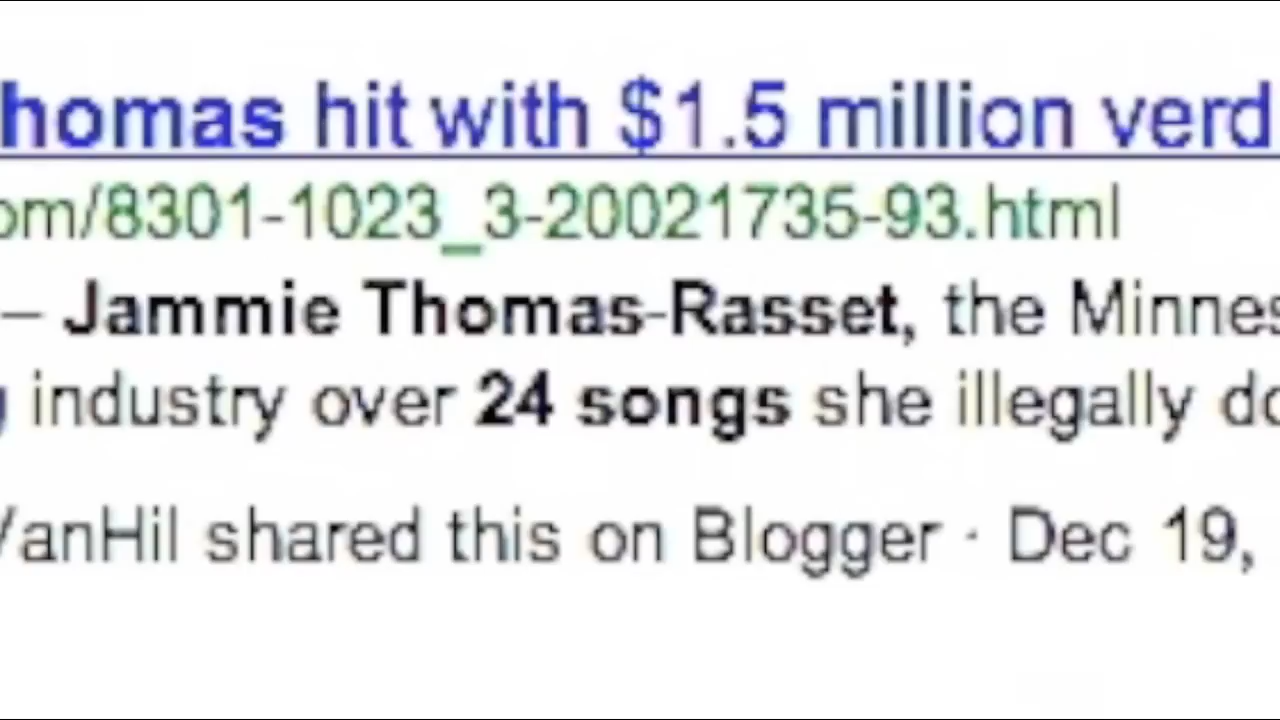 homas hit with $1.5 million verd
om/8301-1023_3-20021735-93.html
– Jammie Thomas-Rasset, the Minnes
g industry over 24 songs she illegally do
VanHil shared this on Blogger · Dec 19,